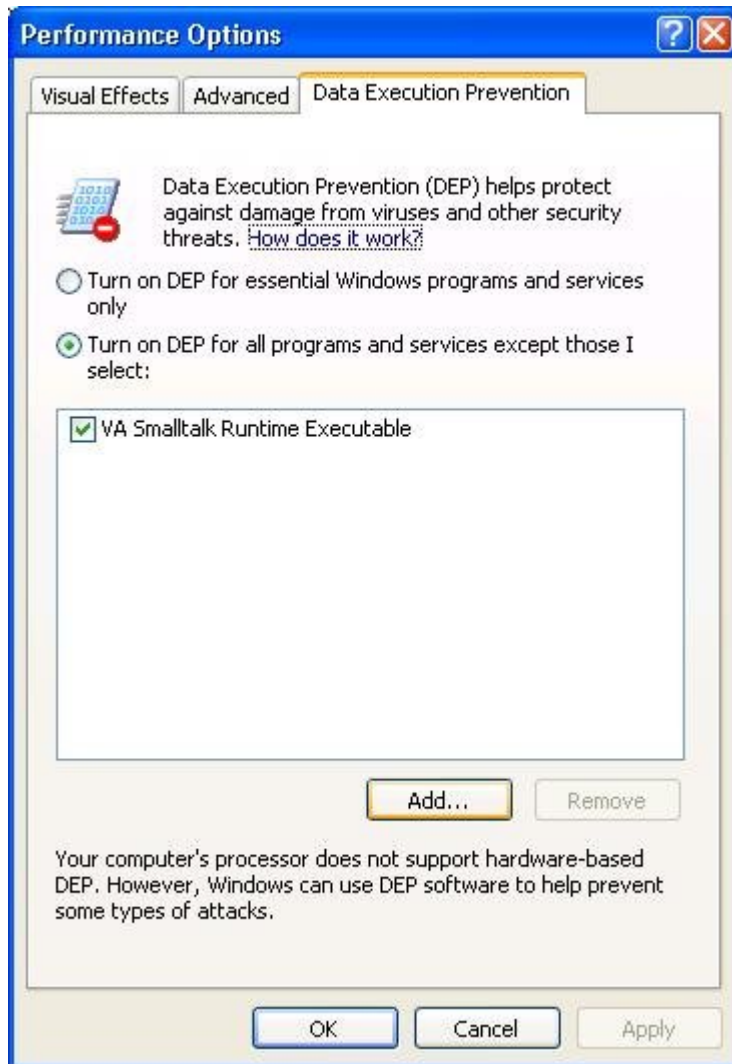 Performance Options
Visual Effects
Advanced
Data Execution Prevention
Data Execution Prevention (DEP) helps protect
against damage from viruses and other security
threats. How does it work?
Turn on DEP for essential Windows programs and services
only
Turn on DEP for all programs and services except those I
select:
VA Smalltalk Runtime Executable
Add...
Remove
Your computer's processor does not support hardware-based
DEP. However, Windows can use DEP software to help prevent
some types of attacks.
OK
Cancel
Apply